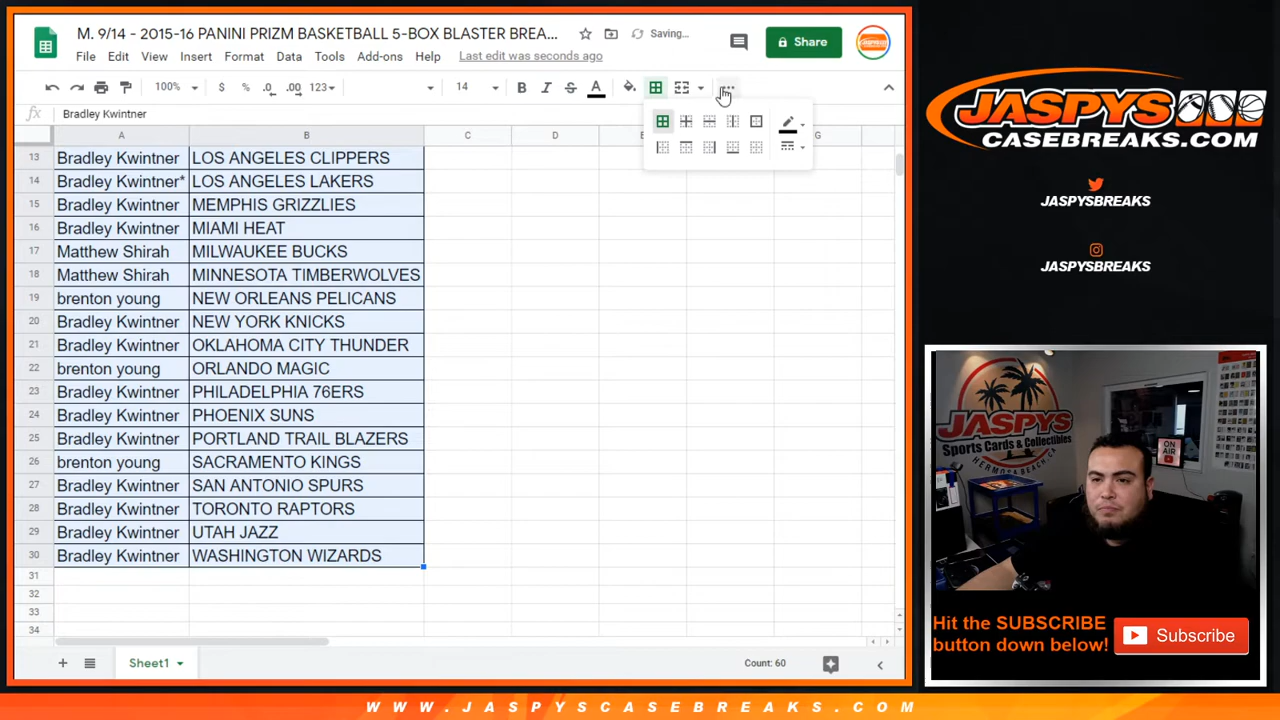 M. 9/14 - 2015-16 PANINI PRIZM BASKETBALL 5-BOX BLASTER BREA...
Saving...
Share
File Edit View Insert Format Data Tools Add-ons Help Last edit was seconds ago
100% $ % .0 .00 123 14 B I S A
fx Bradley Kwintner
A B C D E G
13 Bradley Kwintner LOS ANGELES CLIPPERS
14 Bradley Kwintner* LOS ANGELES LAKERS
15 Bradley Kwintner MEMPHIS GRIZZLIES
16 Bradley Kwintner MIAMI HEAT
17 Matthew Shirah MILWAUKEE BUCKS
18 Matthew Shirah MINNESOTA TIMBERWOLVES
19 brenton young NEW ORLEANS PELICANS
20 Bradley Kwintner NEW YORK KNICKS
21 Bradley Kwintner OKLAHOMA CITY THUNDER
22 brenton young ORLANDO MAGIC
23 Bradley Kwintner PHILADELPHIA 76ERS
24 Bradley Kwintner PHOENIX SUNS
25 Bradley Kwintner PORTLAND TRAIL BLAZERS
26 brenton young SACRAMENTO KINGS
27 Bradley Kwintner SAN ANTONIO SPURS
28 Bradley Kwintner TORONTO RAPTORS
29 Bradley Kwintner UTAH JAZZ
30 Bradley Kwintner WASHINGTON WIZARDS
31
32
33
34
Sheet1
Count: 60
JASPYS
CASEBREAKS.COM
JASPYSBREAKS
JASPYSBREAKS
JASPYS
Sports Cards & Collectibles
HERMOSA BEACH, CA
ON AIR
Hit the SUBSCRIBE
button down below!
Subscribe
WWW.JASPYSCASEBREAKS.COM